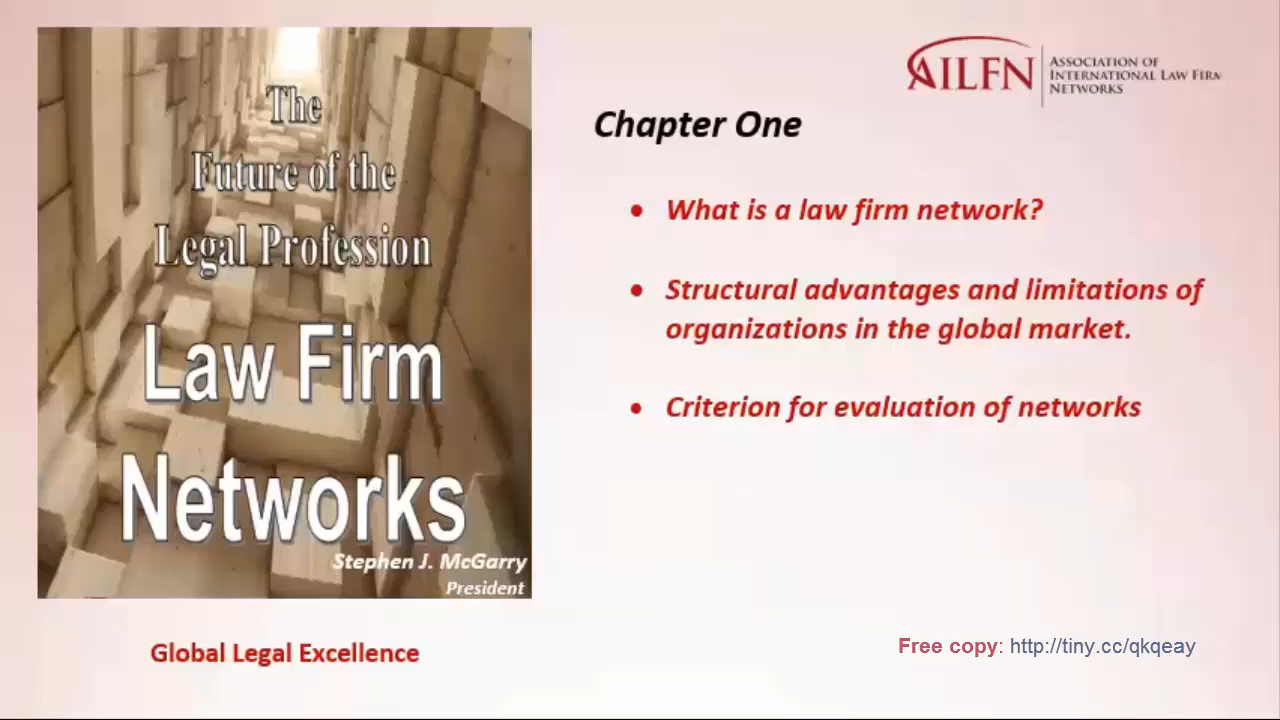 The
Future of the
Legal Profession
Law Firm
Networks
Stephen J. McGarry
President
Global Legal Excellence
AILFN
ASSOCIATION OF
INTERNATIONAL LAW FIRM
NETWORKS
Chapter One
• What is a law firm network?
• Structural advantages and limitations of
organizations in the global market.
• Criterion for evaluation of networks
Free copy: http://tiny.cc/qkqeay